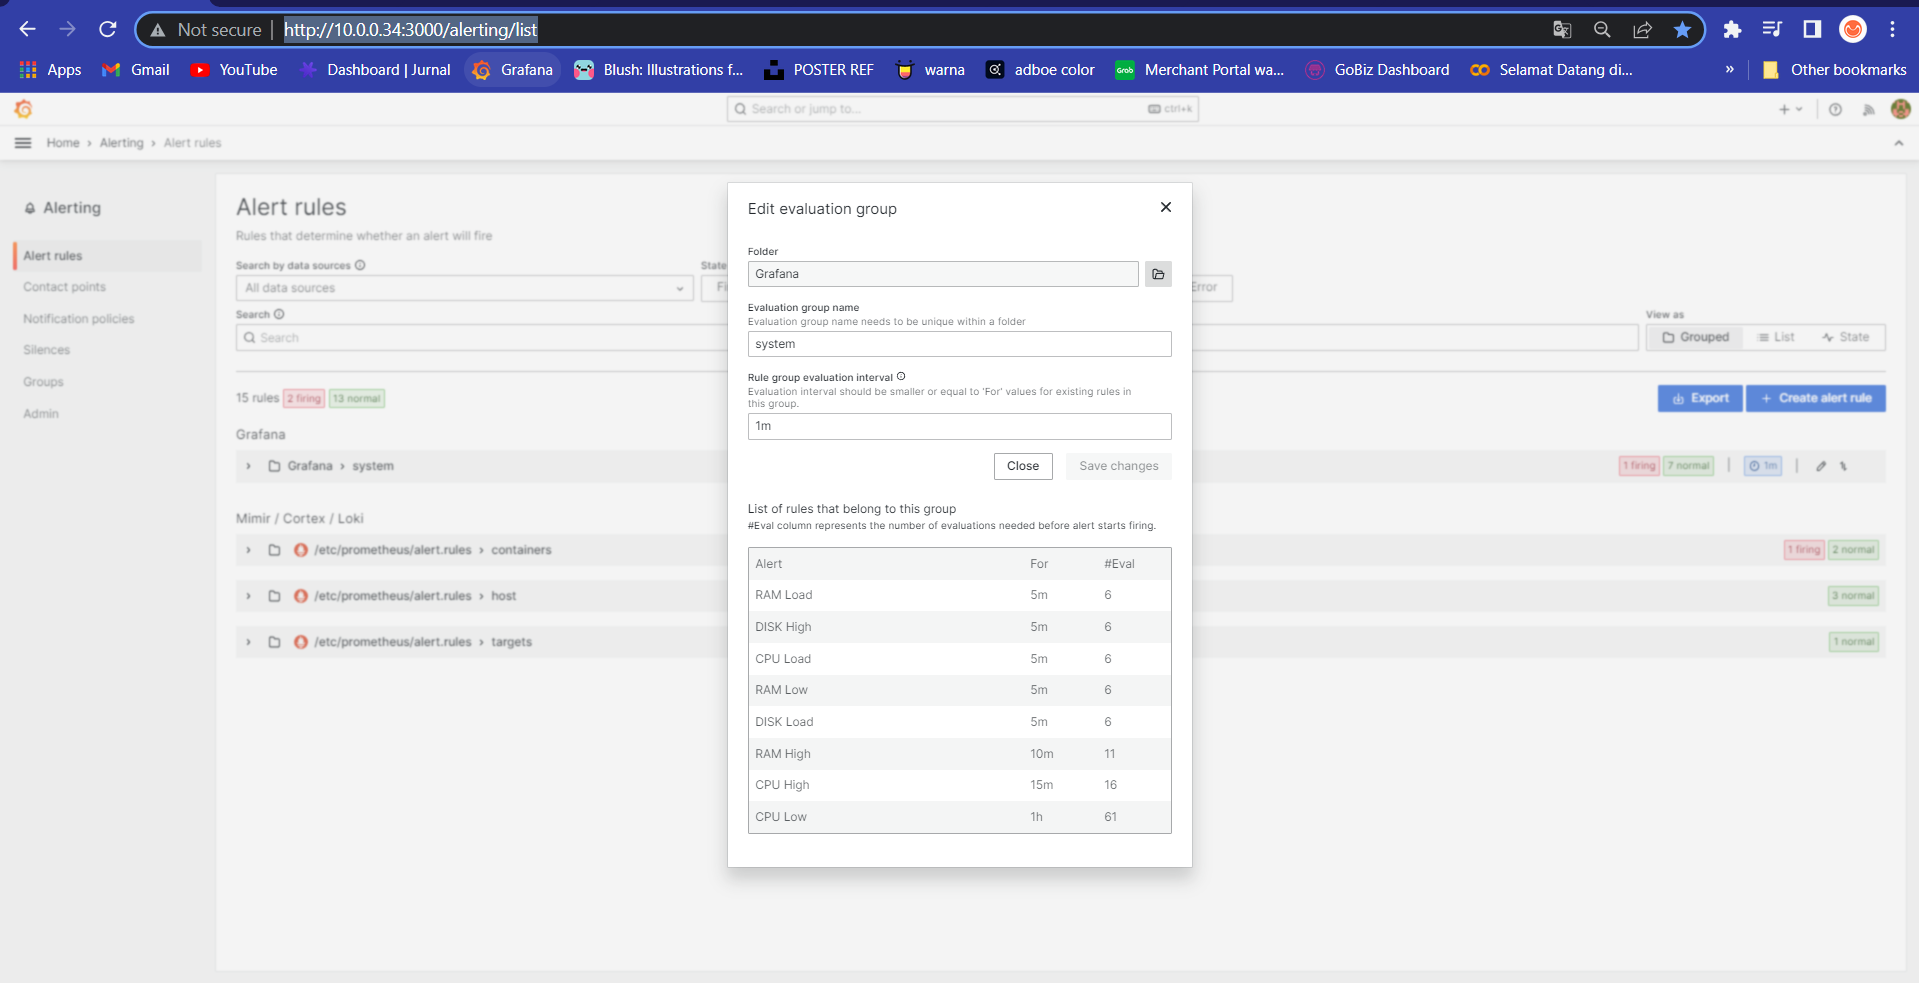 Not secure | http://10.0.0.34:3000/alerting/list
Apps Gmail YouTube Dashboard | Jurnal Grafana Blush: Illustrations f... POSTER REF warna adboe color Grab Merchant Portal wa... GoBiz Dashboard Selamat Datang di... » Other bookmarks
Search or jump to... ctrl+k
Home › Alerting › Alert rules
Alerting
Alert rules
Contact points
Notification policies
Silences
Groups
Admin
Alert rules
Rules that determine whether an alert will fire
Search by data sources
State
All data sources
Fi
Error
Search
View as
Search
Grouped List State
15 rules 2 firing 13 normal
Export + Create alert rule
Grafana
Grafana › system
1 firing 7 normal | 1m |
Mimir / Cortex / Loki
/etc/prometheus/alert.rules › containers
1 firing 2 normal
/etc/prometheus/alert.rules › host
3 normal
/etc/prometheus/alert.rules › targets
1 normal
Edit evaluation group
Folder
Grafana
Evaluation group name
Evaluation group name needs to be unique within a folder
system
Rule group evaluation interval
Evaluation interval should be smaller or equal to 'For' values for existing rules in
this group.
1m
Close Save changes
List of rules that belong to this group
#Eval column represents the number of evaluations needed before alert starts firing.
Alert For #Eval
RAM Load 5m 6
DISK High 5m 6
CPU Load 5m 6
RAM Low 5m 6
DISK Load 5m 6
RAM High 10m 11
CPU High 15m 16
CPU Low 1h 61